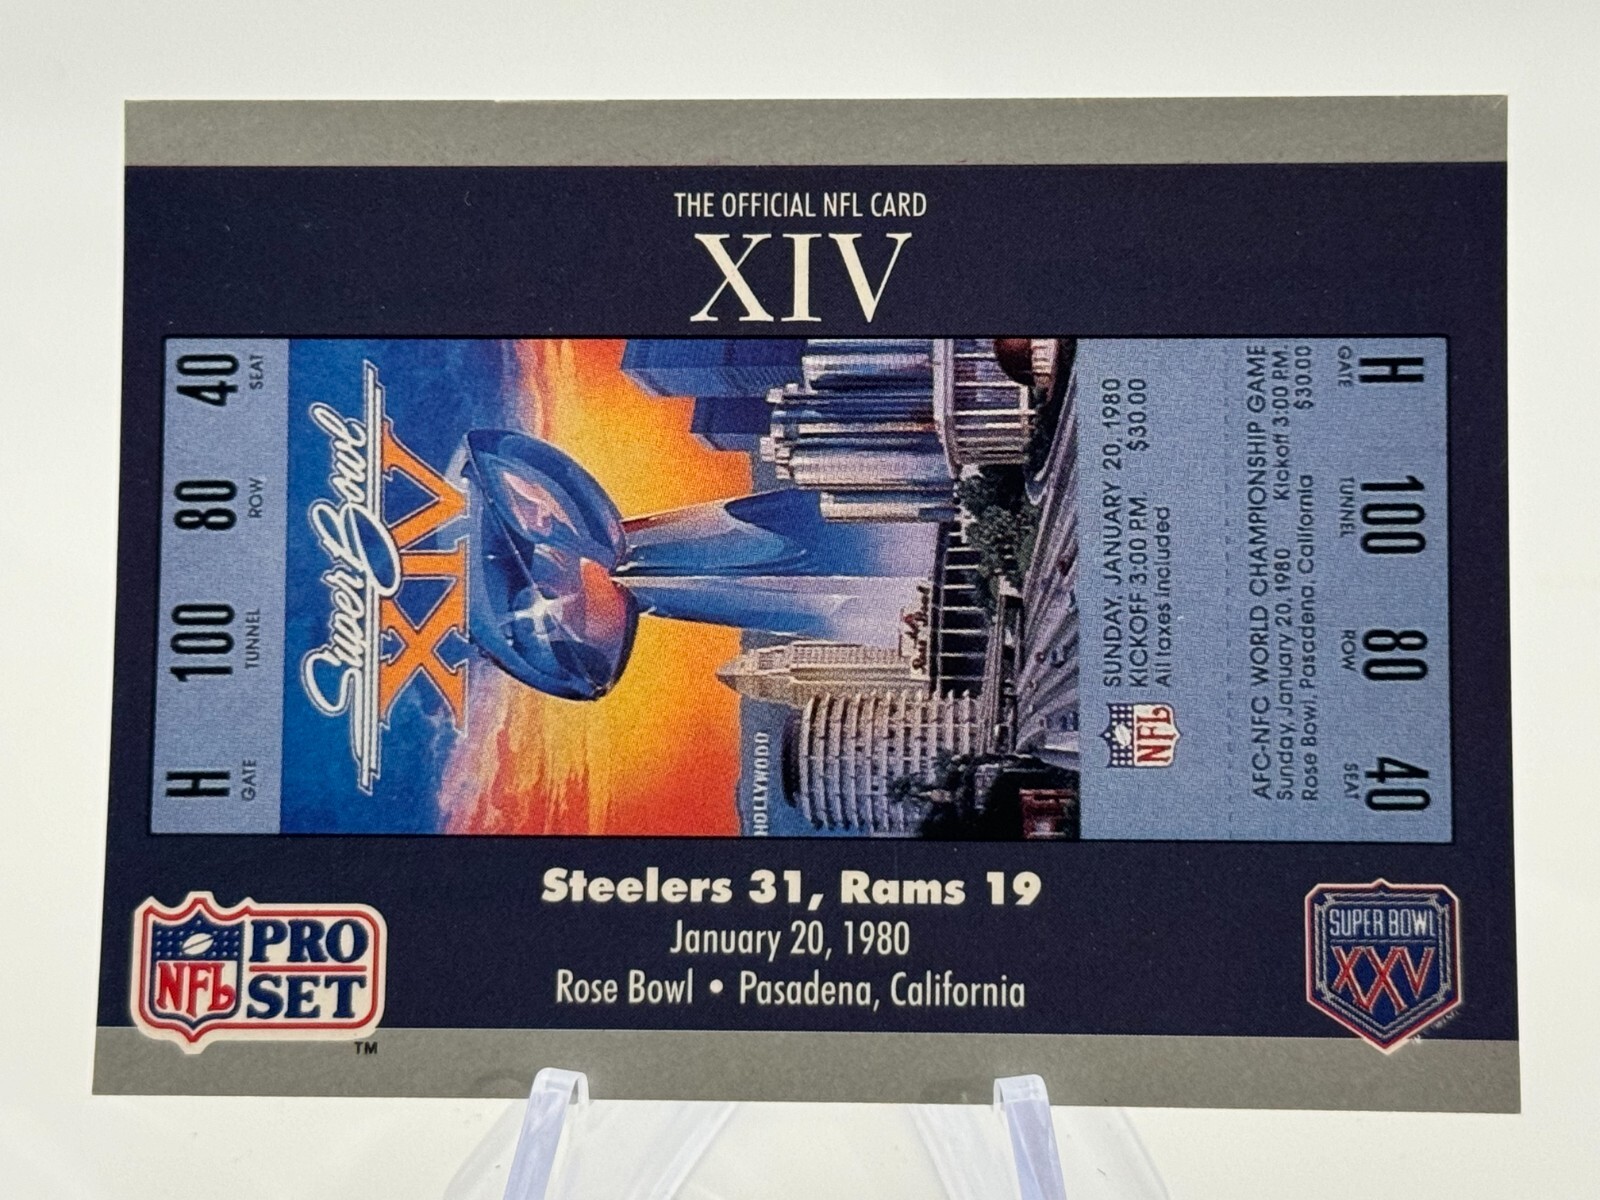 THE OFFICIAL NFL CARD
XIV
40 SEAT
80 ROW
100 TUNNEL
H GATE
Super Bowl
XIV
HOLLYWOOD
Rose Bowl
SUNDAY, JANUARY 20, 1980
KICKOFF 3:00 P.M. $30.00
All taxes included
NFL
AFC-NFC WORLD CHAMPIONSHIP GAME
Sunday, January 20, 1980 Kickoff 3:00 P.M.
Rose Bowl, Pasadena, California $30.00
GATE H
TUNNEL 100
ROW 80
SEAT 40
Steelers 31, Rams 19
January 20, 1980
Rose Bowl • Pasadena, California
NFL
PRO
SET
TM
SUPER BOWL
XXV